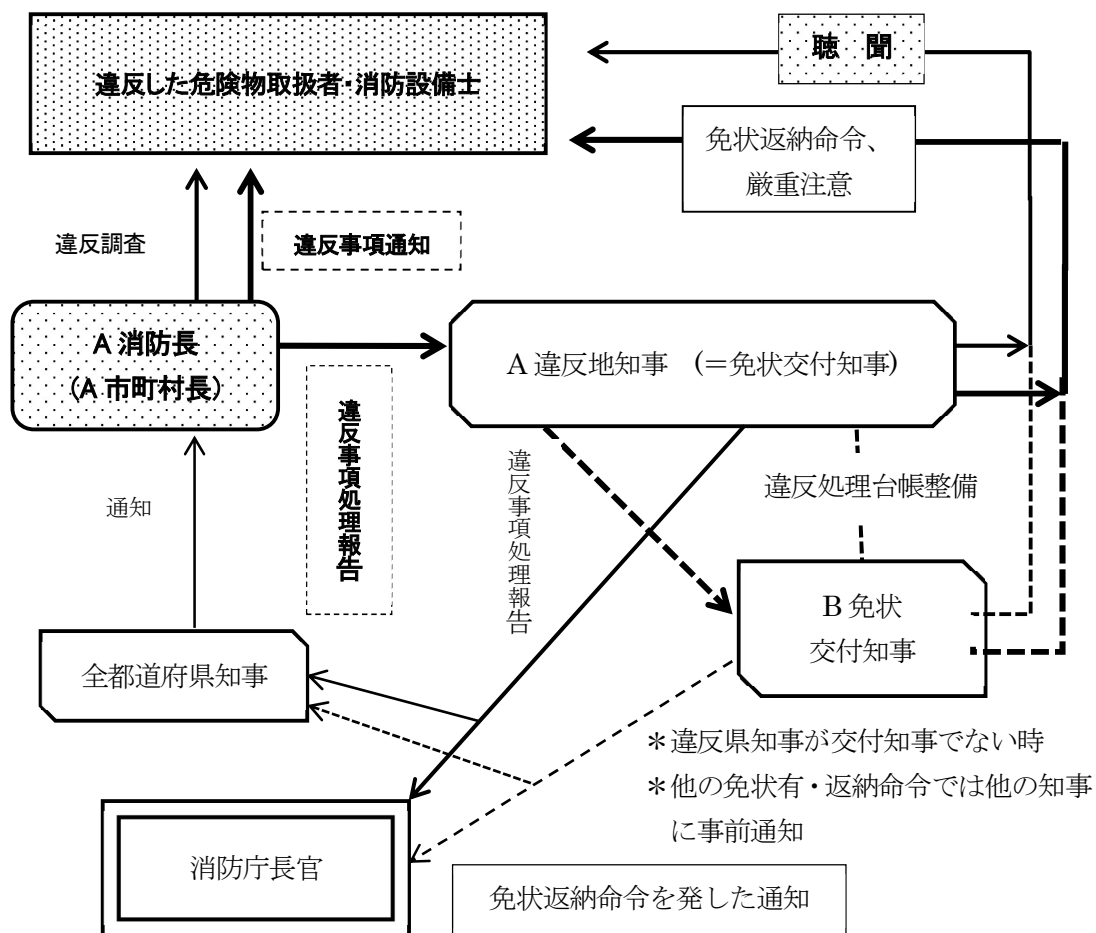 聴　聞
違反した危険物取扱者・消防設備士
免状返納命令、
厳重注意
違反調査
違反事項通知
A 消防長
（A 市町村長）
A 違反地知事　(＝免状交付知事)
違反事項処理報告
違反事項処理報告
違反処理台帳整備
通知
B 免状
交付知事
全都道府県知事
＊違反県知事が交付知事でない時
＊他の免状有・返納命令では他の知事
に事前通知
消防庁長官
免状返納命令を発した通知